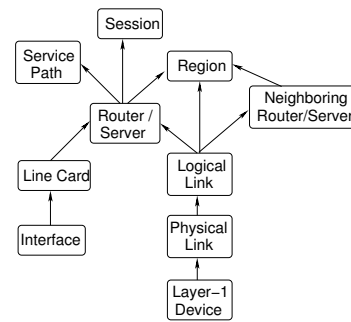 Session
Service
Path
Region
Neighboring
Router/Server
Router /
Server
Logical
Link
Line Card
Physical
Link
Interface
Layer−1
Device